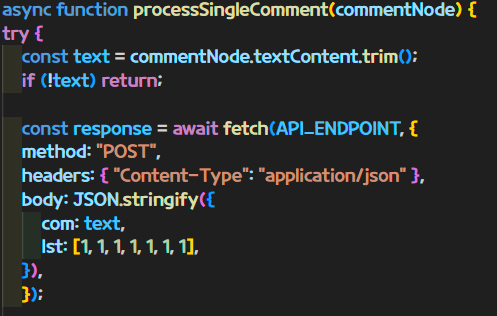 async function processSingleComment(commentNode) {
try {
const text = commentNode.textContent.trim();
if (!text) return;
const response = await fetch(API_ENDPOINT, {
method: "POST",
headers: { "Content-Type": "application/json" },
body: JSON.stringify({
com: text,
lst: [1, 1, 1, 1, 1, 1, 1],
}),
});